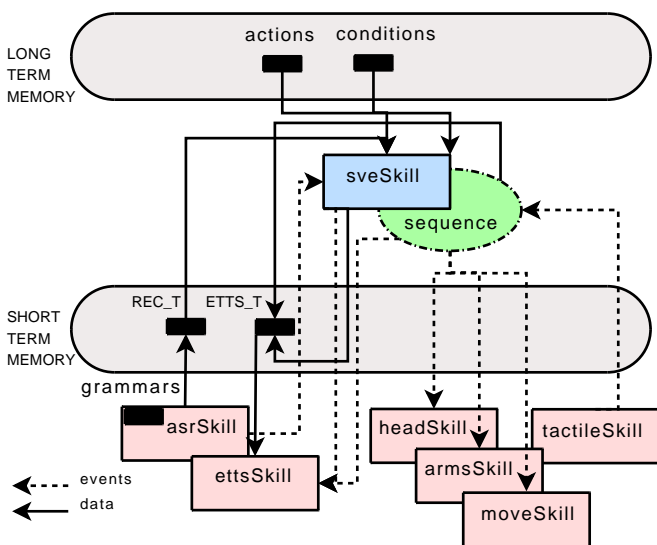 actions conditions
LONG
TERM
MEMORY
sveSkill
sequence
REC_T ETTS_T
SHORT
TERM
MEMORY
grammars
asrSkill
headSkill
tactileSkill
armsSkill
ettsSkill
events
data
moveSkill